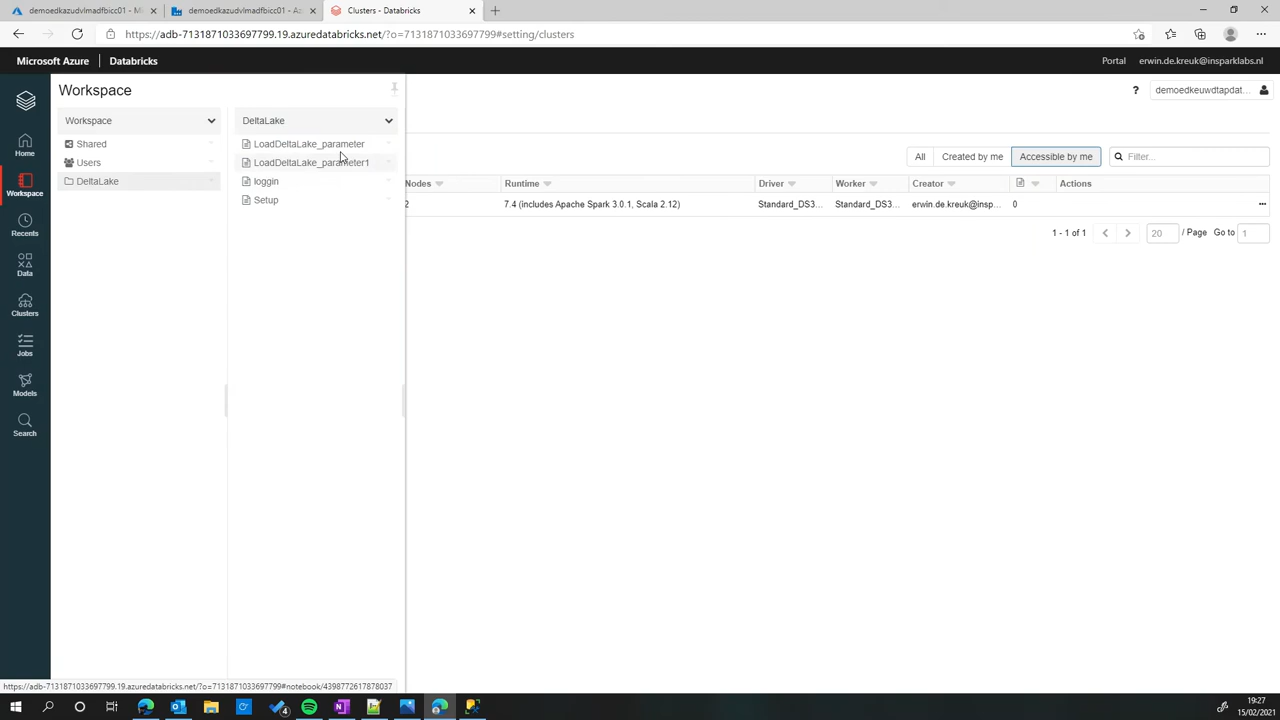 demoedkazudvlmadfbicc01 - Mi
demoedkazudvlmadfbicc01 - Az
Clusters - Databricks
https://adb-7131871033697799.19.azuredatabricks.net/?o=7131871033697799#setting/clusters
Microsoft Azure
Databricks
Portal
erwin.de.kreuk@insparklabs.nl
Workspace
? demoedkeuwdtapdat...
Workspace
DeltaLake
Shared
Users
DeltaLake
LoadDeltaLake_parameter
LoadDeltaLake_parameter1
loggin
Setup
Home
Workspace
Recents
Data
Clusters
Jobs
Models
Search
All
Created by me
Accessible by me
Filter...
Nodes Runtime Driver Worker Creator Actions
2 7.4 (includes Apache Spark 3.0.1, Scala 2.12) Standard_DS3... Standard_DS3... erwin.de.kreuk@insp... 0 ...
1 - 1 of 1 20 / Page Go to 1
https://adb-7131871033697799.19.azuredatabricks.net/?o=7131871033697799#notebook/4398772617878037
19:27
15/02/2021